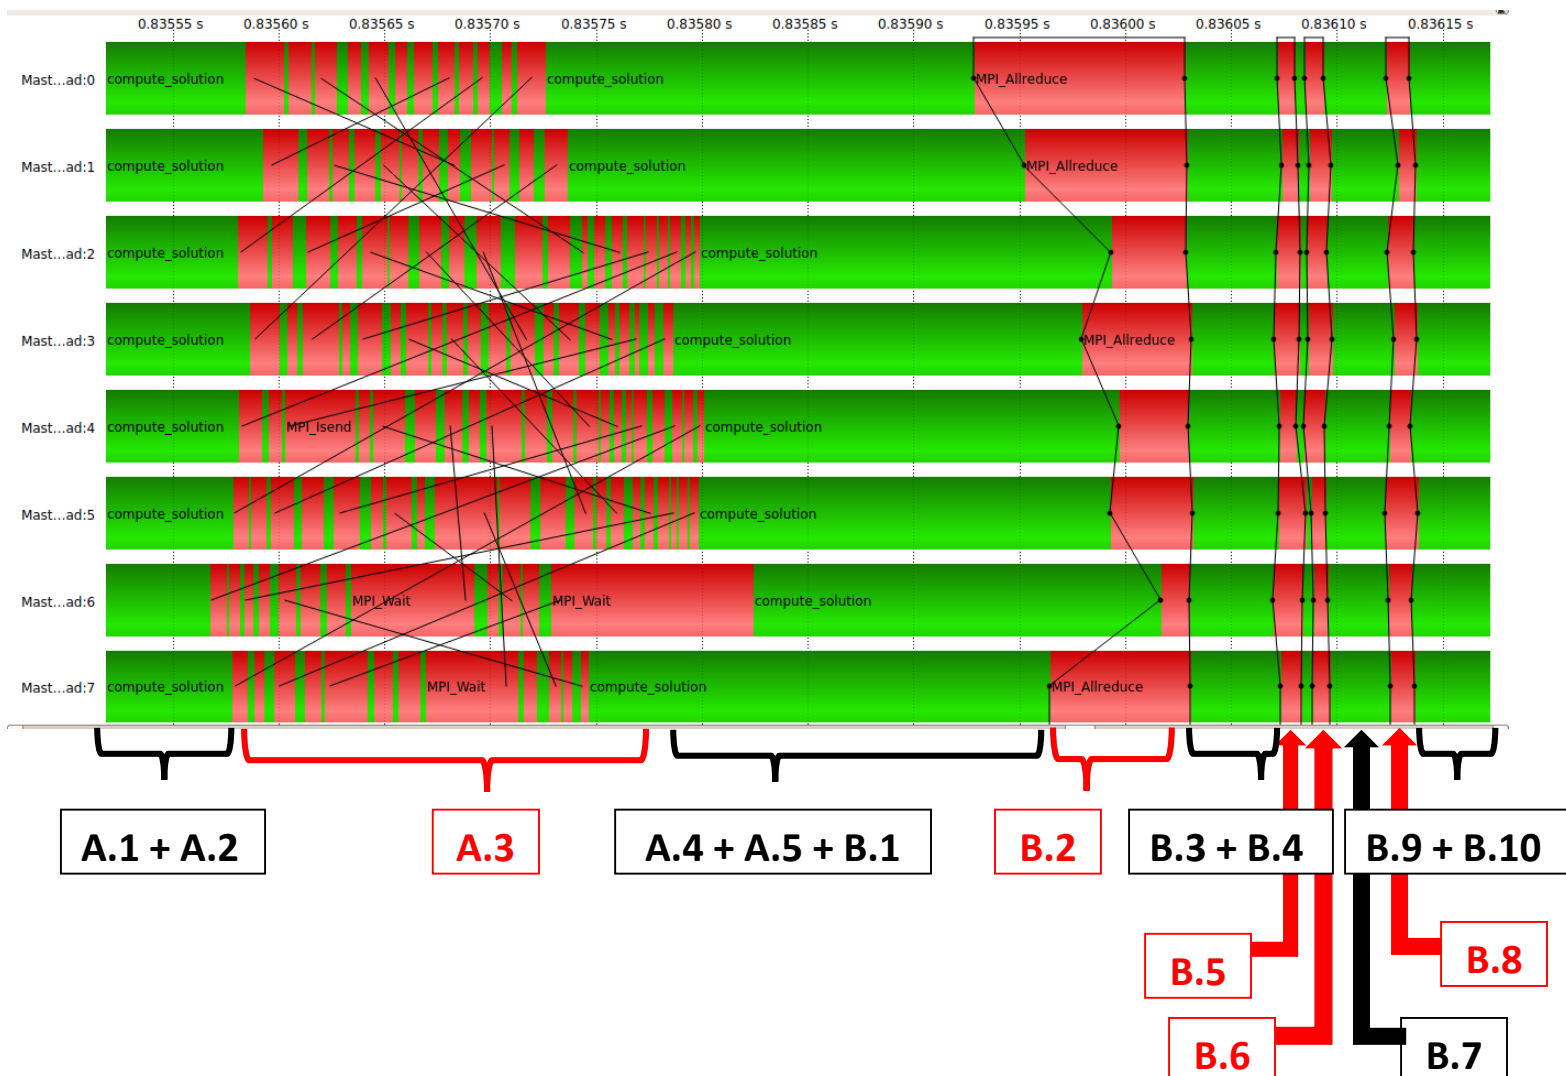 0.83555 s 0.83560 s 0.83565 s 0.83570 s 0.83575 s 0.83580 s 0.83585 s 0.83590 s 0.83595 s 0.83600 s 0.83605 s 0.83610 s 0.83615 s
Mast...ad:0 compute_solution compute_solution MPI_Allreduce
Mast...ad:1 compute_solution compute_solution MPI_Allreduce
Mast...ad:2 compute_solution compute_solution
Mast...ad:3 compute_solution compute_solution MPI_Allreduce
Mast...ad:4 compute_solution MPI_Isend compute_solution
Mast...ad:5 compute_solution compute_solution
Mast...ad:6 MPI_Wait MPI_Wait compute_solution
Mast...ad:7 compute_solution MPI_Wait compute_solution MPI_Allreduce
A.1 + A.2 A.3 A.4 + A.5 + B.1 B.2 B.3 + B.4 B.9 + B.10
B.5 B.8
B.6 B.7